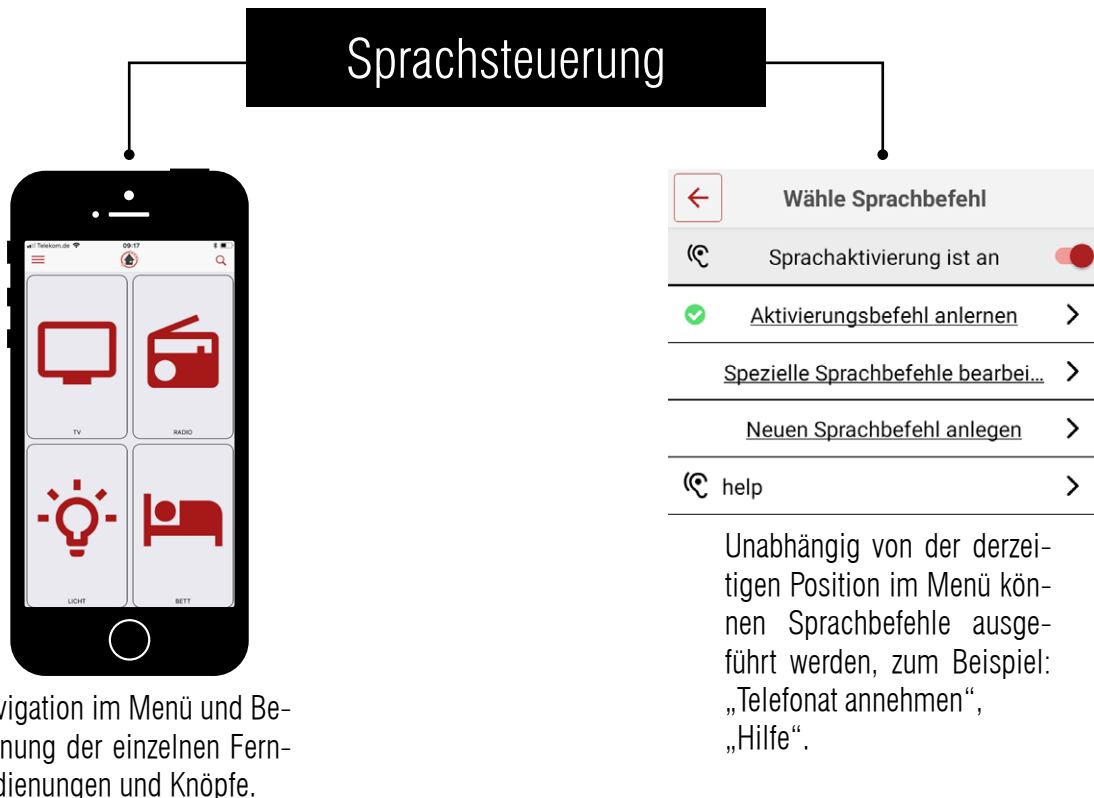 Sprachsteuerung
Telekom.de 09:17
TV
RADIO
LICHT
BETT
vigation im Menü und Be-
nung der einzelnen Fern-
dienungen und Knöpfe.
Wähle Sprachbefehl
Sprachaktivierung ist an
Aktivierungsbefehl anlernen
Spezielle Sprachbefehle bearbei...
Neuen Sprachbefehl anlegen
help
Unabhängig von der derzei-
tigen Position im Menü kön-
nen Sprachbefehle ausge-
führt werden, zum Beispiel:
„Telefonat annehmen“,
„Hilfe“.